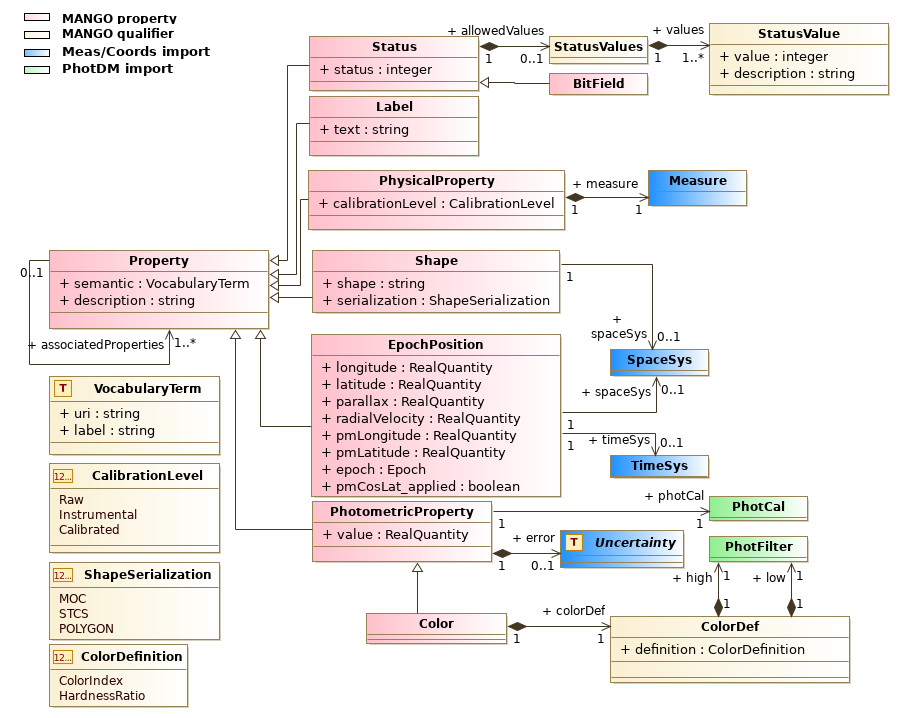 MANGO property
MANGO qualifier
Meas/Coords import
PhotDM import
Status
+ status : integer
+ allowedValues
1
0..1
StatusValues
+ values
1
1..*
StatusValue
+ value : integer
+ description : string
BitField
Label
+ text : string
PhysicalProperty
+ calibrationLevel : CalibrationLevel
+ measure
1
1
Measure
Property
+ semantic : VocabularyTerm
+ description : string
0..1
+ associatedProperties
1..*
Shape
+ shape : string
+ serialization : ShapeSerialization
1
+
spaceSys
0..1
SpaceSys
EpochPosition
+ longitude : RealQuantity
+ latitude : RealQuantity
+ parallax : RealQuantity
+ radialVelocity : RealQuantity
+ pmLongitude : RealQuantity
+ pmLatitude : RealQuantity
+ epoch : Epoch
+ pmCosLat_applied : boolean
+ spaceSys
0..1
1
1
+ timeSys
0..1
TimeSys
T VocabularyTerm
+ uri : string
+ label : string
12... CalibrationLevel
Raw
Instrumental
Calibrated
12... ShapeSerialization
MOC
STCS
POLYGON
12... ColorDefinition
ColorIndex
HardnessRatio
PhotometricProperty
+ value : RealQuantity
+ photCal
1
1
PhotCal
+ error
1
0..1
T Uncertainty
PhotFilter
+ high
1
1
+ low
1
1
Color
+ colorDef
1
1
ColorDef
+ definition : ColorDefinition